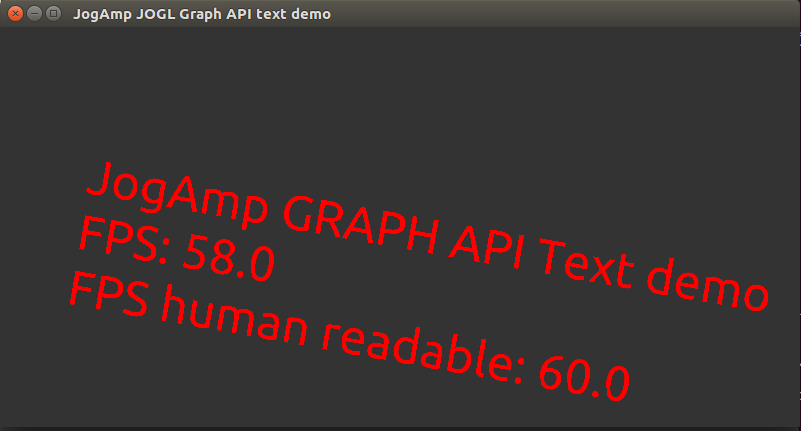 JogAmp JOGL Graph API text demo
JogAmp GRAPH API Text demo
FPS: 58.0
FPS human readable: 60.0